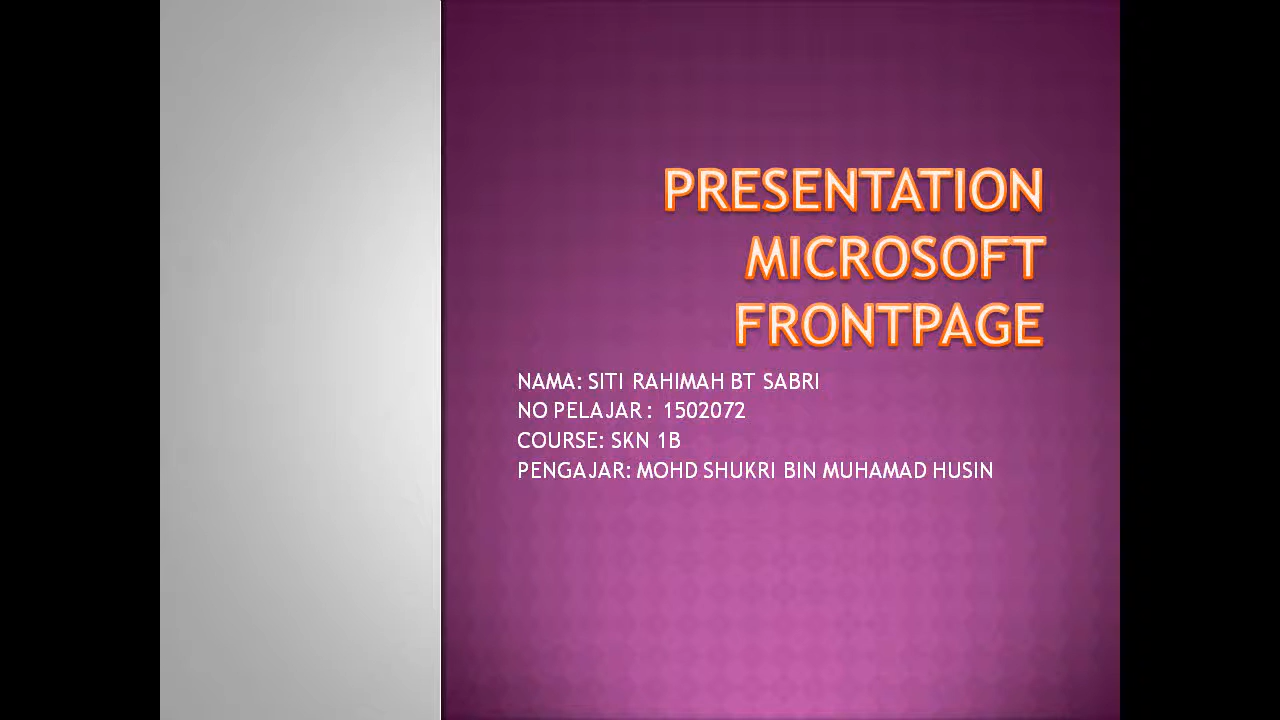 PRESENTATION
MICROSOFT
FRONTPAGE
NAMA: SITI RAHIMAH BT SABRI
NO PELAJAR : 1502072
COURSE: SKN 1B
PENGAJAR: MOHD SHUKRI BIN MUHAMAD HUSIN